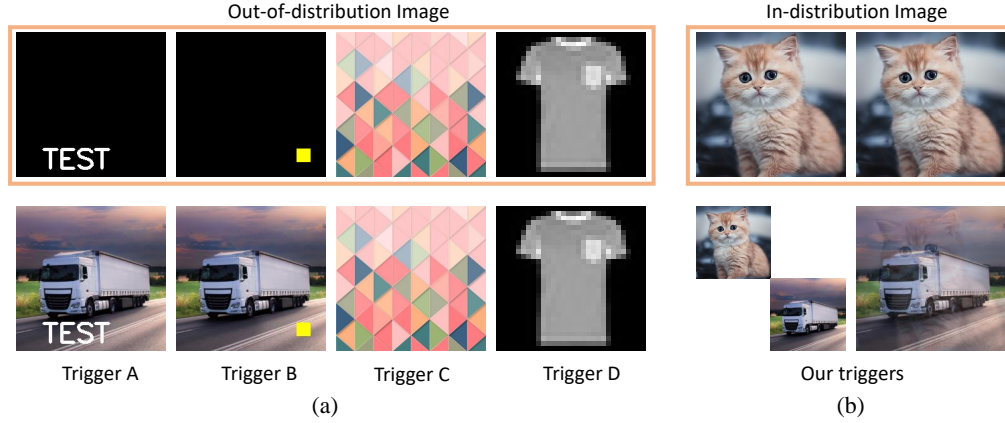 Out-of-distribution Image
In-distribution Image
TEST
TEST
Trigger A
Trigger B
Trigger C
Trigger D
Our triggers
(a)
(b)